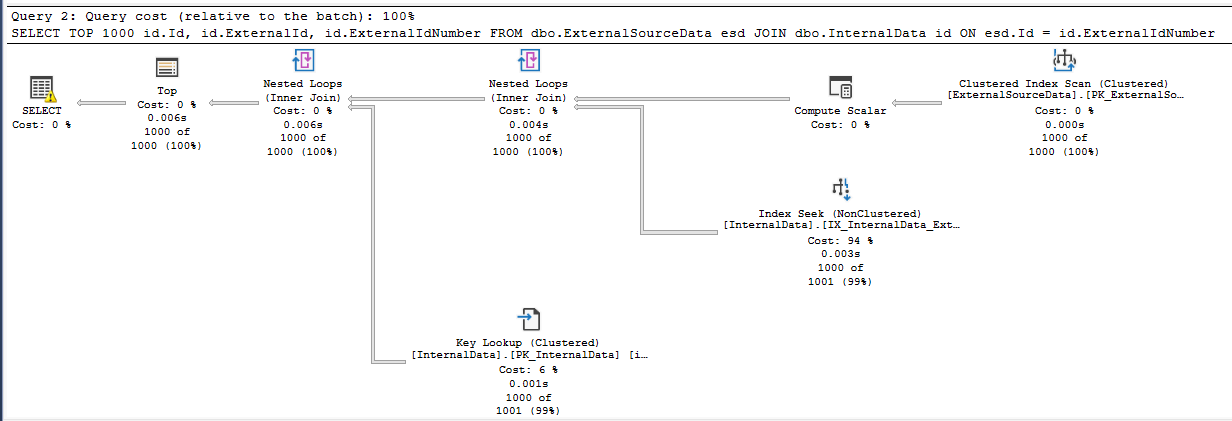 Query 2: Query cost (relative to the batch): 100%
SELECT TOP 1000 id.Id, id.ExternalId, id.ExternalIdNumber FROM dbo.ExternalSourceData esd JOIN dbo.InternalData id ON esd.Id = id.ExternalIdNumber
SELECT
Cost: 0 %
Top
Cost: 0 %
0.006s
1000 of
1000 (100%)
Nested Loops
(Inner Join)
Cost: 0 %
0.006s
1000 of
1000 (100%)
Nested Loops
(Inner Join)
Cost: 0 %
0.004s
1000 of
1000 (100%)
Compute Scalar
Cost: 0 %
Clustered Index Scan (Clustered)
[ExternalSourceData].[PK_ExternalSo…
Cost: 0 %
0.000s
1000 of
1000 (100%)
Index Seek (NonClustered)
[InternalData].[IX_InternalData_Ext…
Cost: 94 %
0.003s
1000 of
1001 (99%)
Key Lookup (Clustered)
[InternalData].[PK_InternalData] [i…
Cost: 6 %
0.001s
1000 of
1001 (99%)